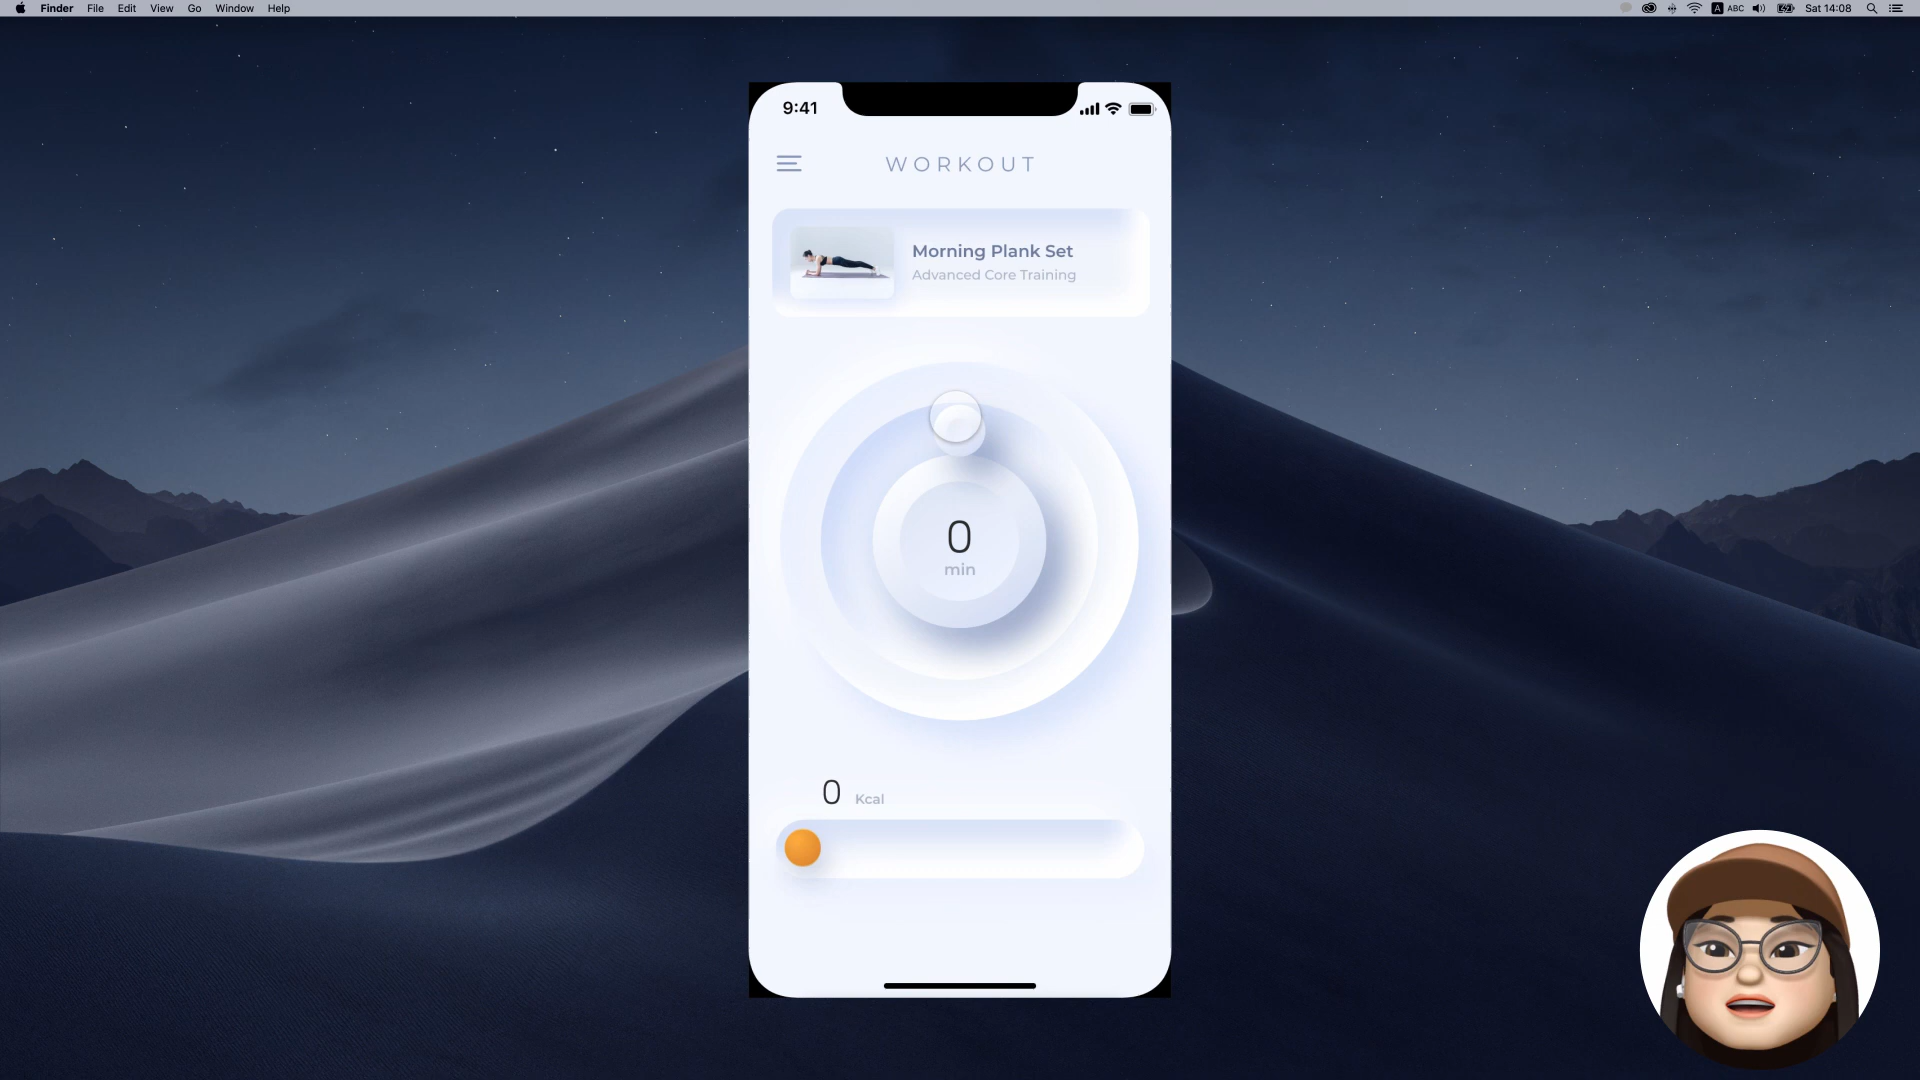 Finder File Edit View Go Window Help
A ABC Sat 14:08
9:41
WORKOUT
Morning Plank Set
Advanced Core Training
0
min
0 Kcal